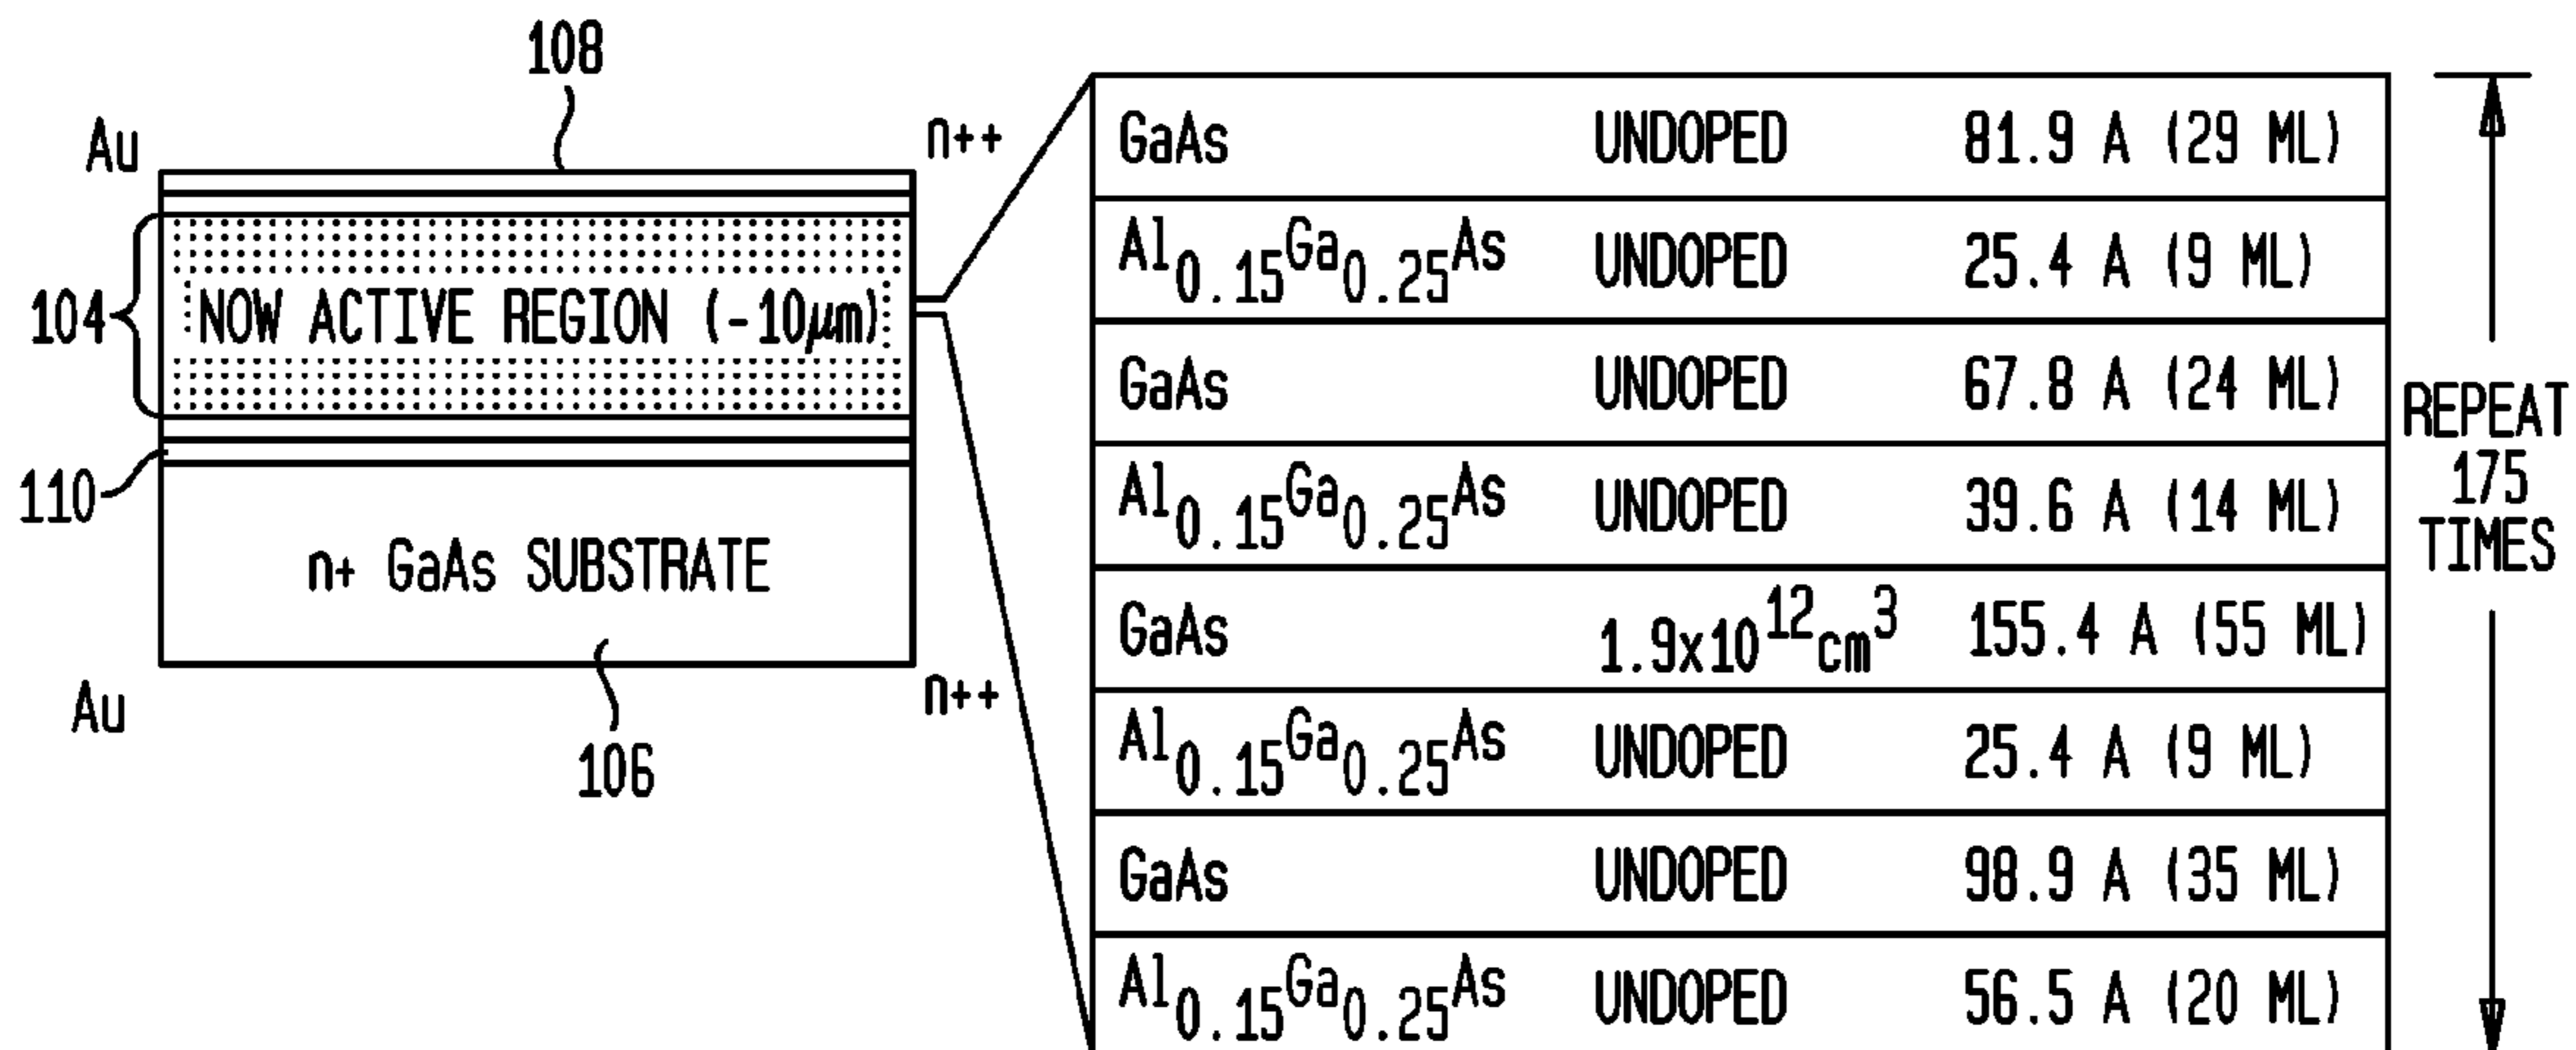 108
Au
n++
104
NOW ACTIVE REGION (-10μm)
110
n+ GaAs SUBSTRATE
Au
n++
106
GaAs UNDOPED 81.9 A (29 ML)
Al0.15Ga0.25As UNDOPED 25.4 A (9 ML)
GaAs UNDOPED 67.8 A (24 ML)
Al0.15Ga0.25As UNDOPED 39.6 A (14 ML)
GaAs 1.9x10^12cm^3 155.4 A (55 ML)
Al0.15Ga0.25As UNDOPED 25.4 A (9 ML)
GaAs UNDOPED 98.9 A (35 ML)
Al0.15Ga0.25As UNDOPED 56.5 A (20 ML)
REPEAT
175
TIMES